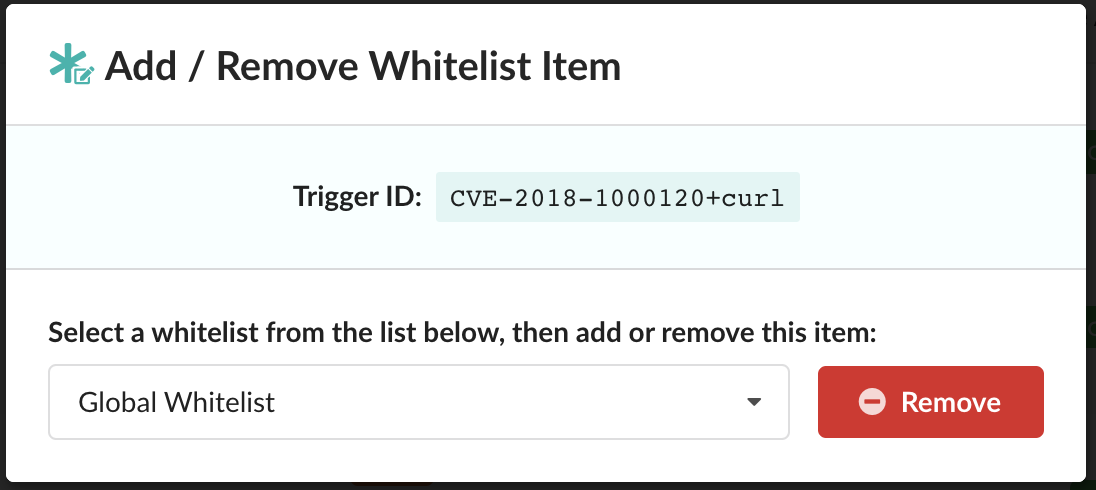 Add / Remove Whitelist Item
Trigger ID: CVE-2018-1000120+curl
Select a whitelist from the list below, then add or remove this item:
Global Whitelist
Remove